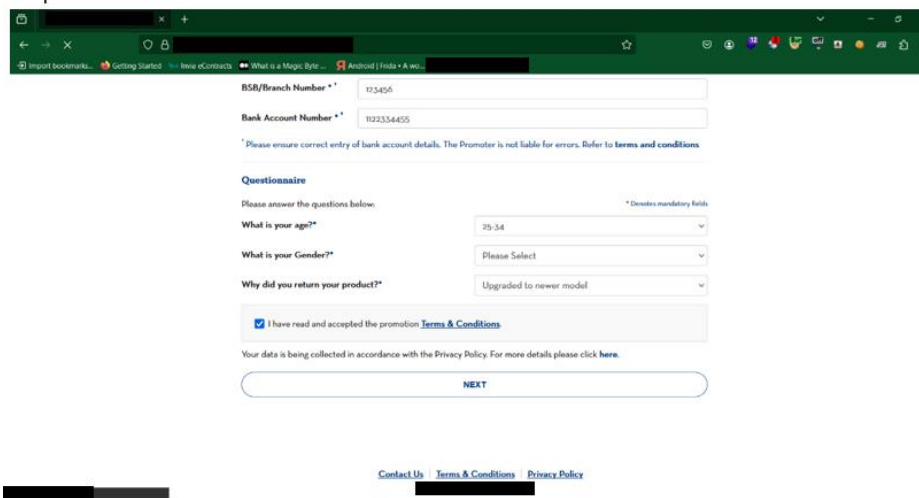 Import bookmarks... Getting Started Invia eContracts What is a Magic Byte ... Android | Frida • A wo...
BSB/Branch Number * 123456
Bank Account Number * 1122334455
Please ensure correct entry of bank account details. The Promoter is not liable for errors. Refer to terms and conditions
Questionnaire
Please answer the questions below: * Denotes mandatory fields
What is your age?* 25-34
What is your Gender?* Please Select
Why did you return your product?* Upgraded to newer model
I have read and accepted the promotion Terms & Conditions.
Your data is being collected in accordance with the Privacy Policy. For more details please click here.
NEXT
Contact Us | Terms & Conditions | Privacy Policy